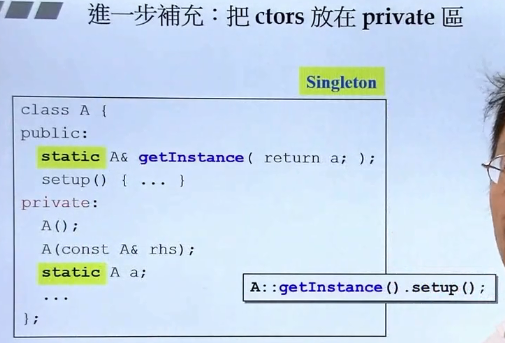 進一步補充：把 ctors 放在 private 區
Singleton
class A {
public:
static A& getInstance( return a; );
setup() { ... }
private:
A();
A(const A& rhs);
static A a;
...
};
A::getInstance().setup();